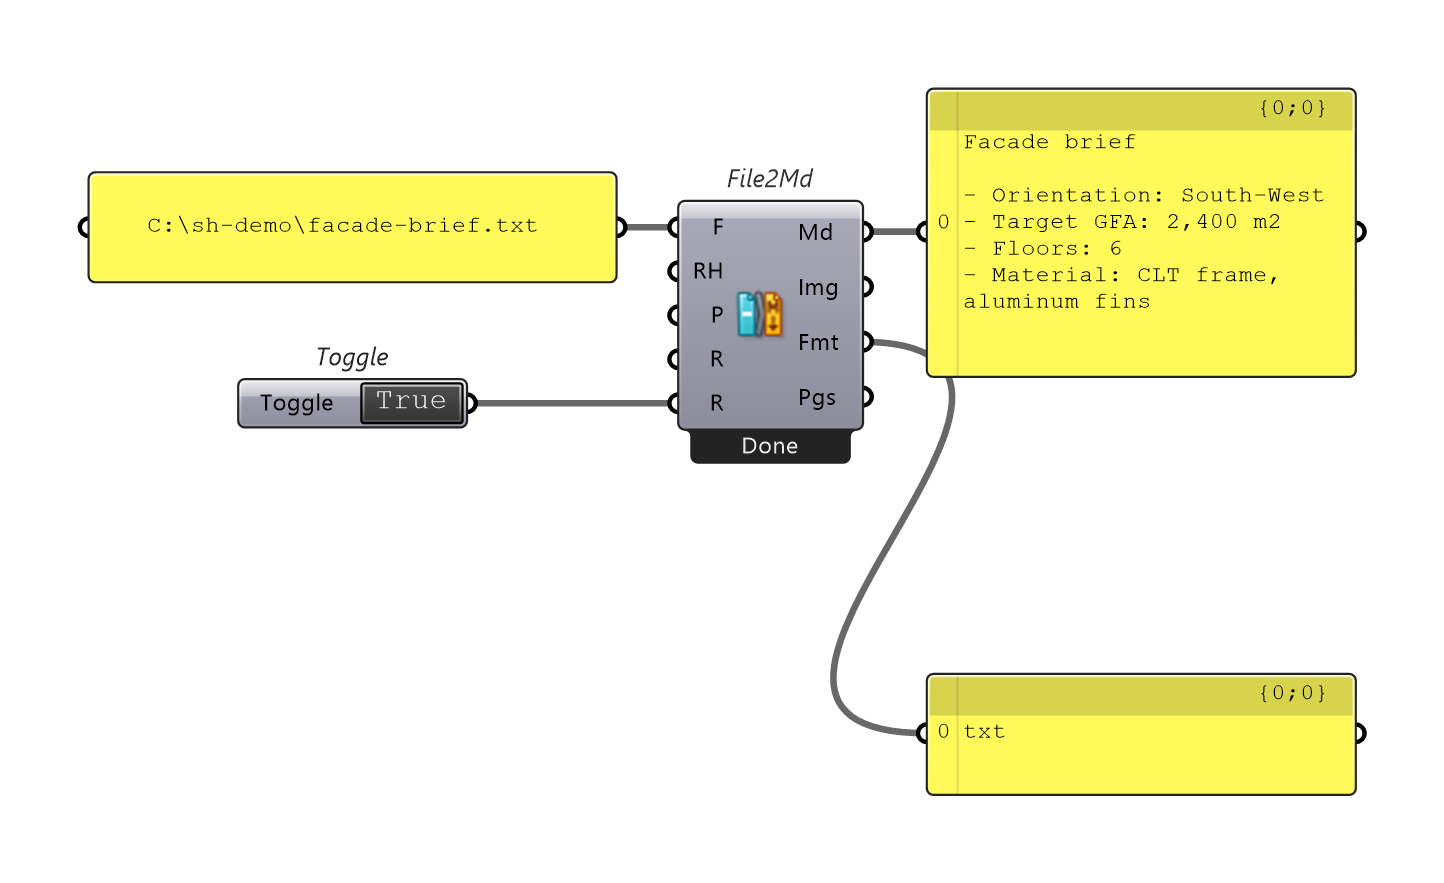 {0;0}
Facade brief
- Orientation: South-West
0
- Target GFA: 2,400 m2
- Floors: 6
- Material: CLT frame,
aluminum fins
C:\sh-demo\facade-brief.txt
File2Md
F
RH
P
R
R
Md
Img
Fmt
Pgs
Done
Toggle
Toggle
True
{0;0}
0 txt